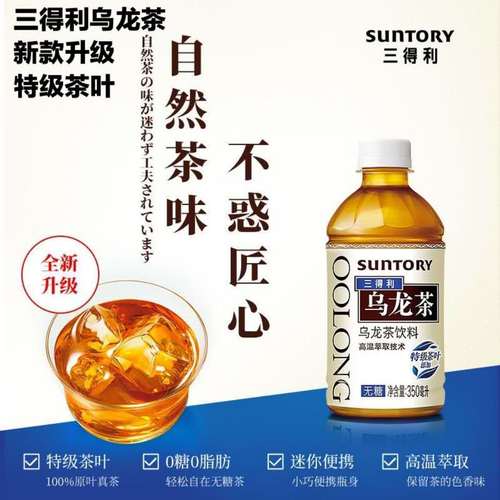 三得利乌龙茶
新款升级
特级茶叶
SUNTORY
三得利
自然茶味
自然茶の味が迷わず工夫されています
不惑匠心
全新
升级
OOLONG
SUNTORY
三得利
乌龙茶
乌龙茶饮料
高温萃取技术
特级茶叶
添加
无糖
净含量:350毫升
特级茶叶
100%原叶真茶
0糖0脂肪
轻松自在无糖茶
迷你便携
小巧便携瓶身
高温萃取
保留茶的色香味